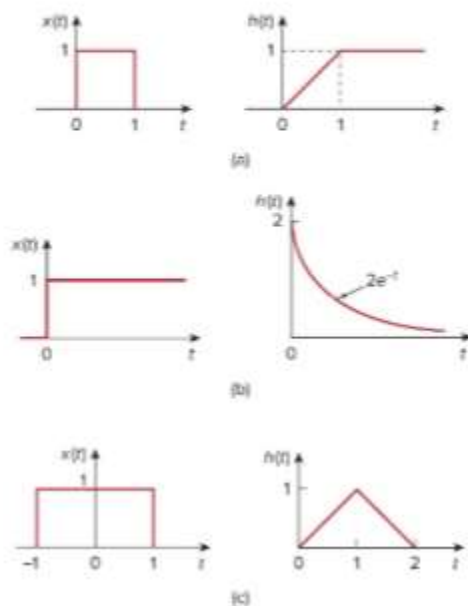 x(t) h(t)
1 1
0 1 t 0 1 t
(a)
h(t)
2
x(t)
2e⁻ᵗ
1
0 t 0 t
(b)
x(t) h(t)
1 1
–1 0 1 t 0 1 2 t
(c)